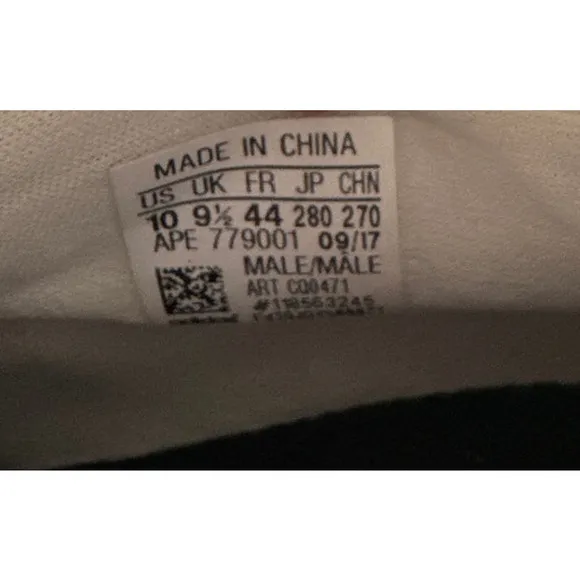 MADE IN CHINA
US UK FR JP CHN
10 9½ 44 280 270
APE 779001 09/17
MALE/MÂLE
ART CQ0471
#118563245